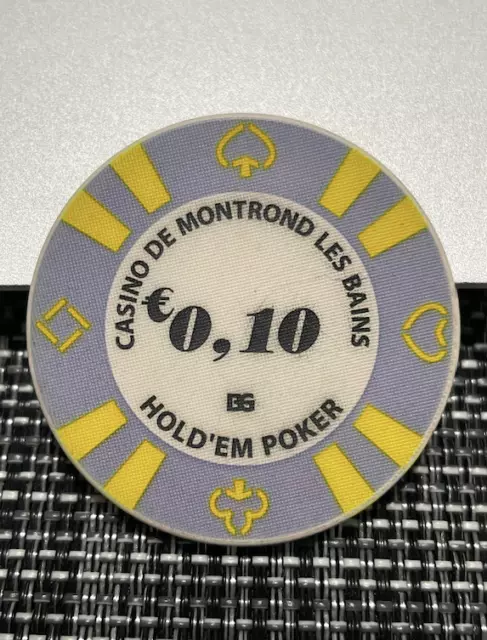 CASINO DE MONTROND LES BAINS
€0,10
BG
HOLD'EM POKER